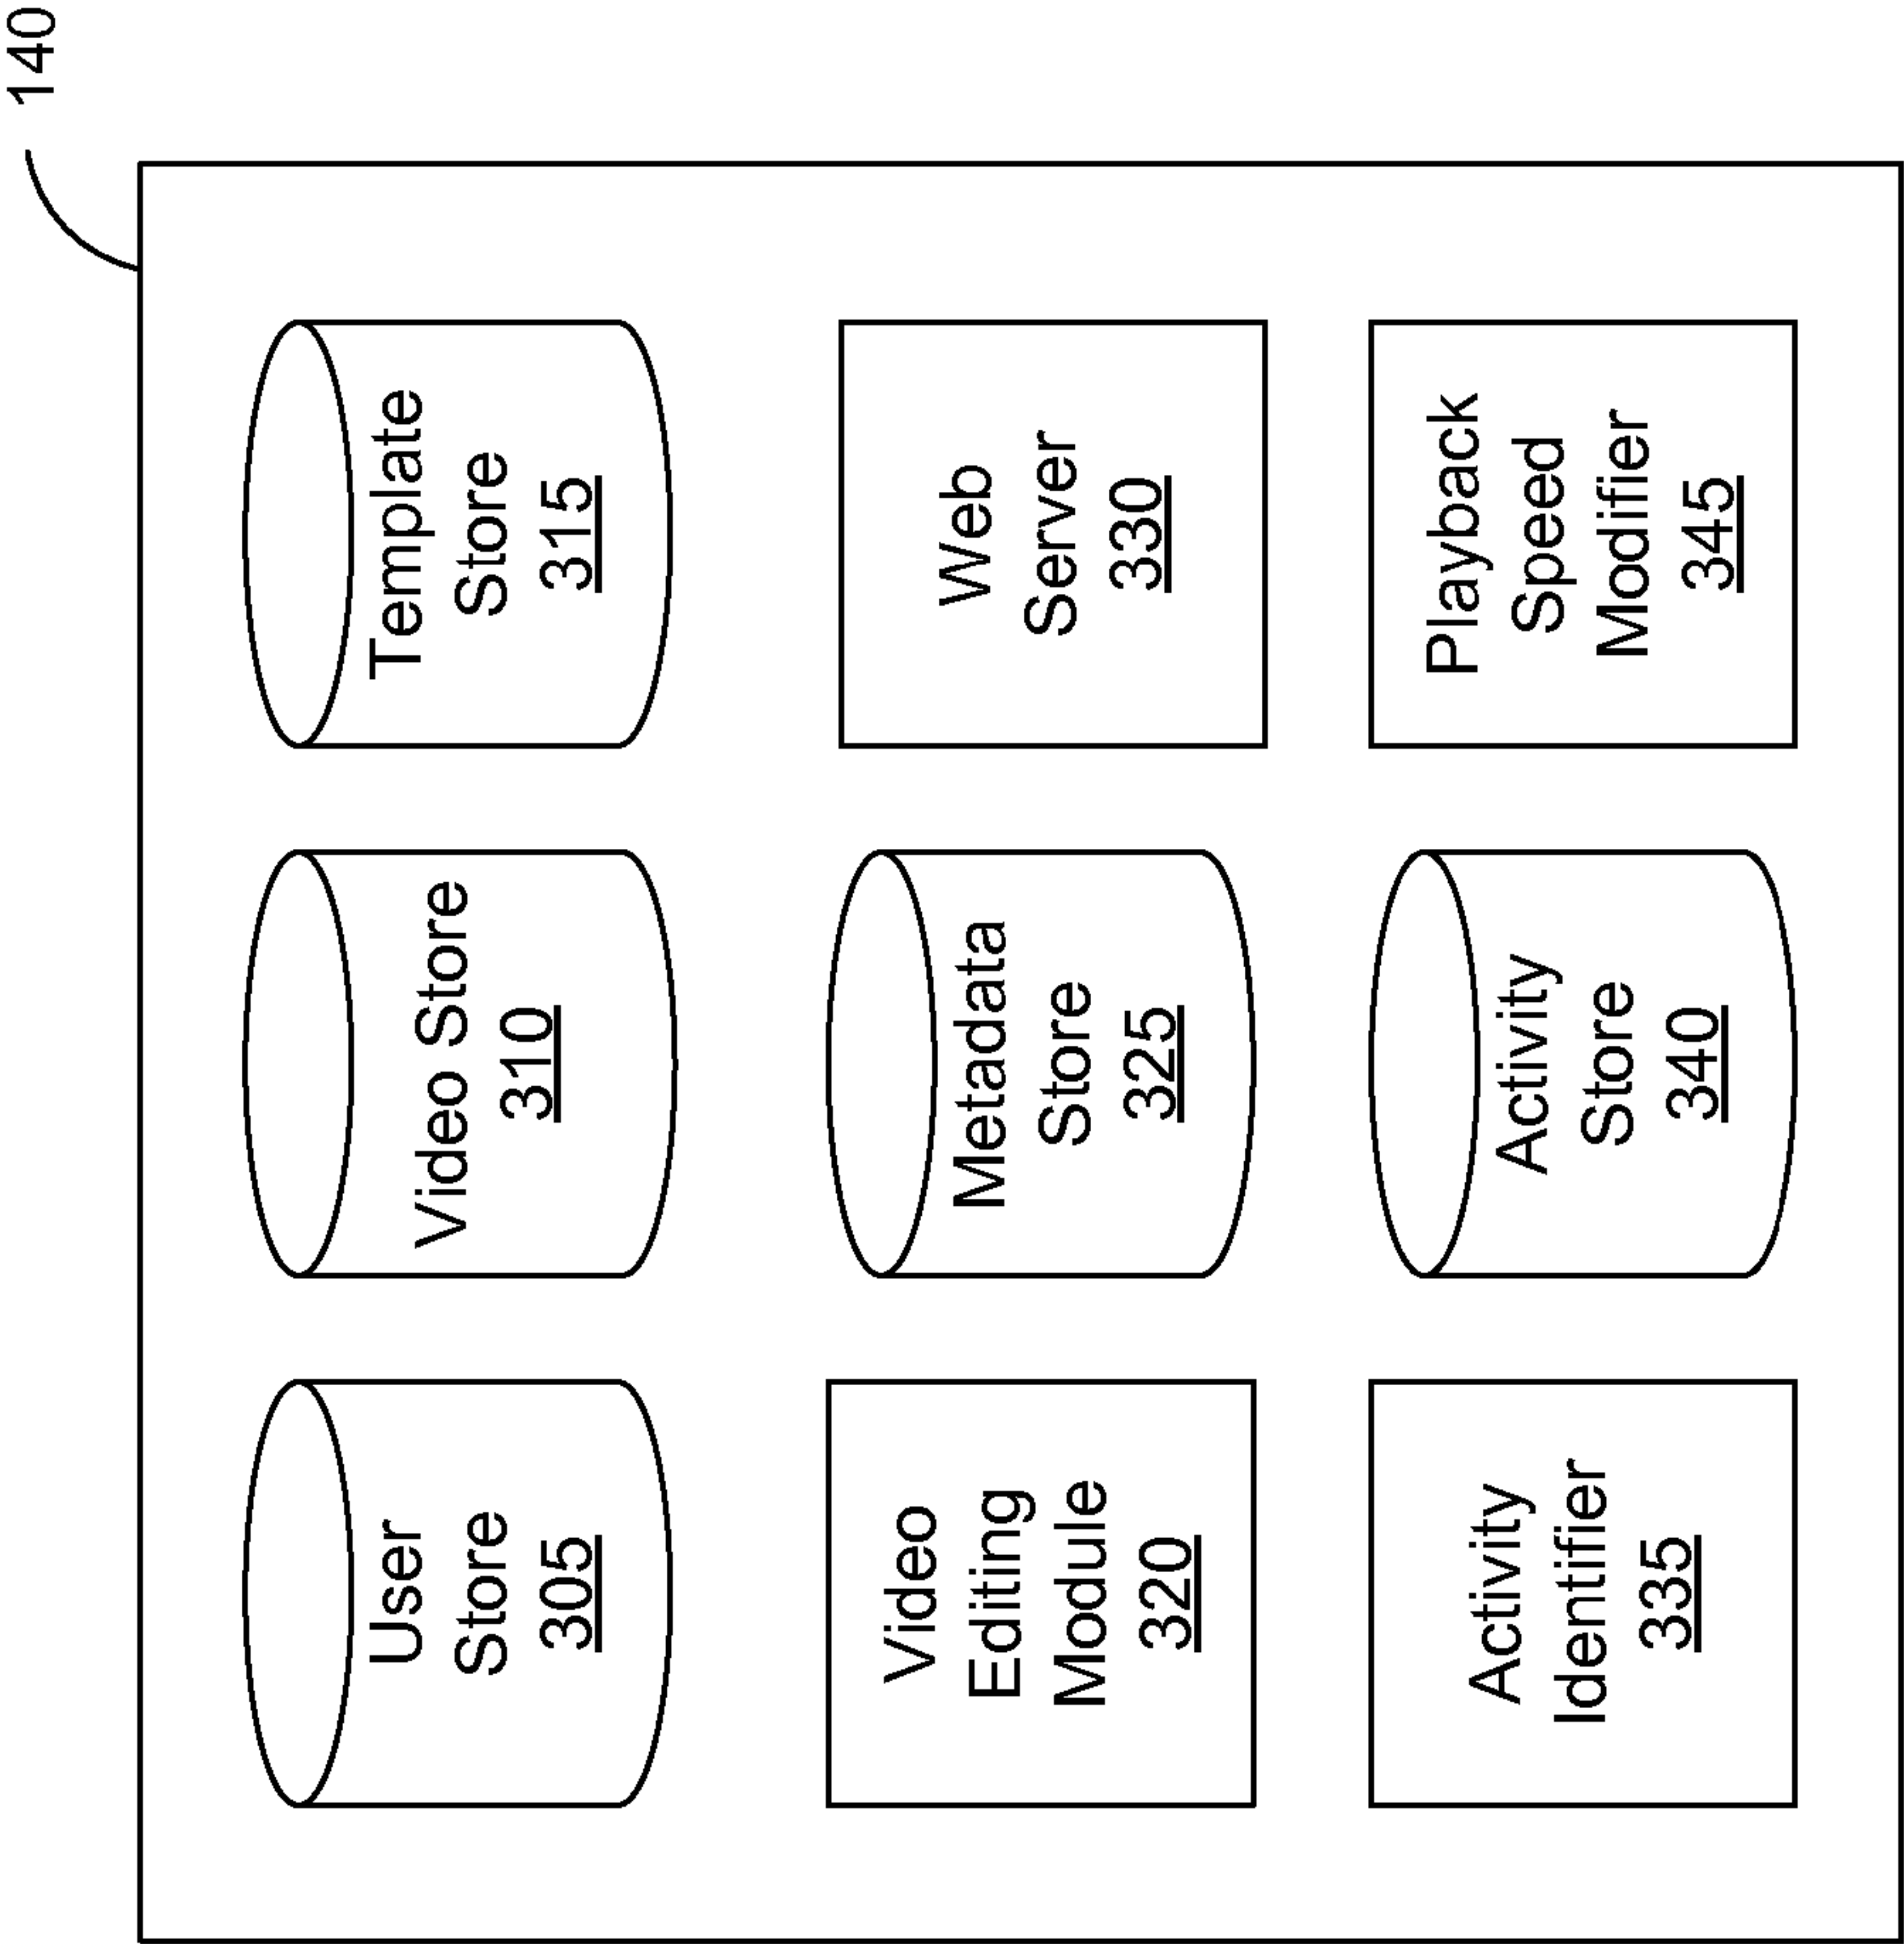 140
User
Store
305
Video Store
310
Template
Store
315
Video
Editing
Module
320
Metadata
Store
325
Web
Server
330
Activity
Identifier
335
Activity
Store
340
Playback
Speed
Modifier
345